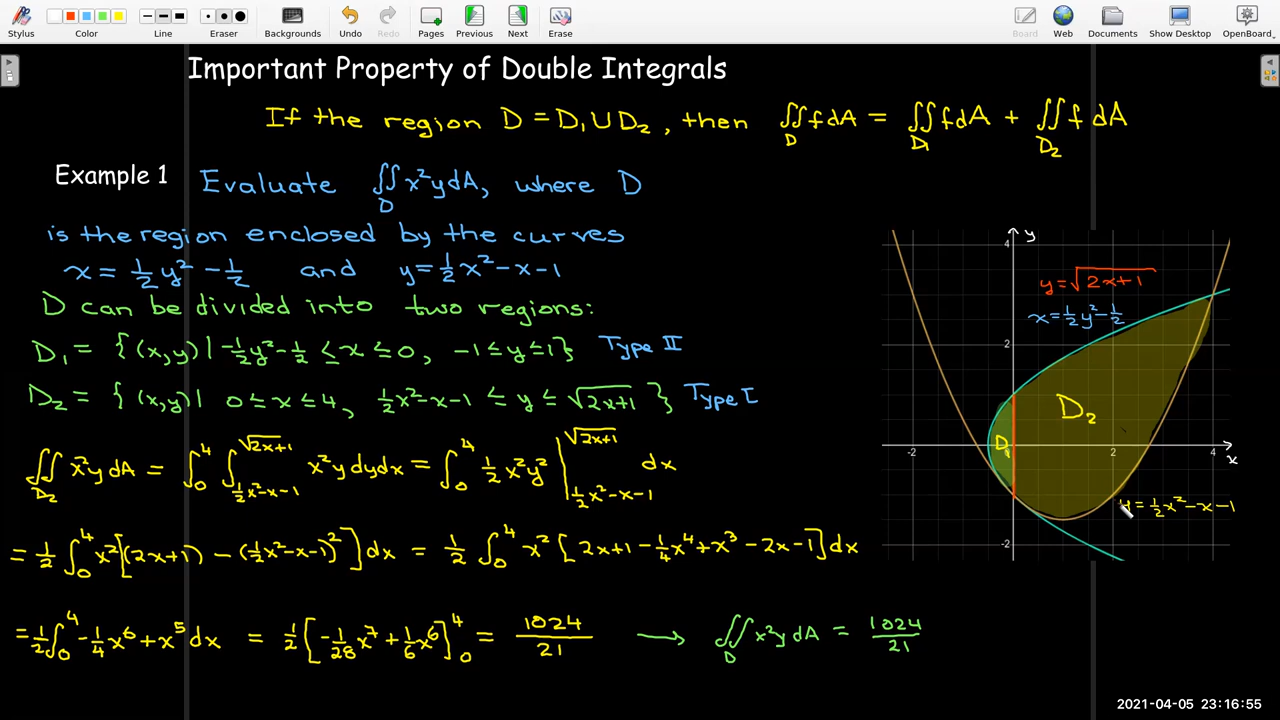 Stylus Color Line Eraser Backgrounds Undo Redo Pages Previous Next Erase Board Web Documents Show Desktop OpenBoard
Important Property of Double Integrals
If the region D = D₁ ∪ D₂, then ∬_D f dA = ∬_D₁ f dA + ∬_D₂ f dA
Example 1 Evaluate ∬_D x²y dA, where D
is the region enclosed by the curves
x = ½y² − ½ and y = ½x² − x − 1
D can be divided into two regions:
D₁ = {(x,y) | −½y² − ½ ≤ x ≤ 0, −1 ≤ y ≤ 1} Type II
D₂ = {(x,y) | 0 ≤ x ≤ 4, ½x² − x − 1 ≤ y ≤ √(2x+1)} Type I
∬_D₂ x²y dA = ∫₀⁴ ∫_{½x²−x−1}^{√(2x+1)} x²y dy dx = ∫₀⁴ ½x²y² |_{½x²−x−1}^{√(2x+1)} dx
= ½ ∫₀⁴ x²[(2x+1) − (½x²−x−1)²] dx = ½ ∫₀⁴ x² [2x+1 − ¼x⁴ + x³ − 2x − 1] dx
= ½ ∫₀⁴ −¼x⁶ + x⁵ dx = ½ [−1/28 x⁷ + 1/6 x⁶]₀⁴ = 1024/21 → ∬_D x²y dA = 1024/21
4 y
y = √(2x+1)
x = ½y² − ½
2
D₂
D₁
-2 2 4
x
y = ½x² − x − 1
-2
2021-04-05 23:16:55